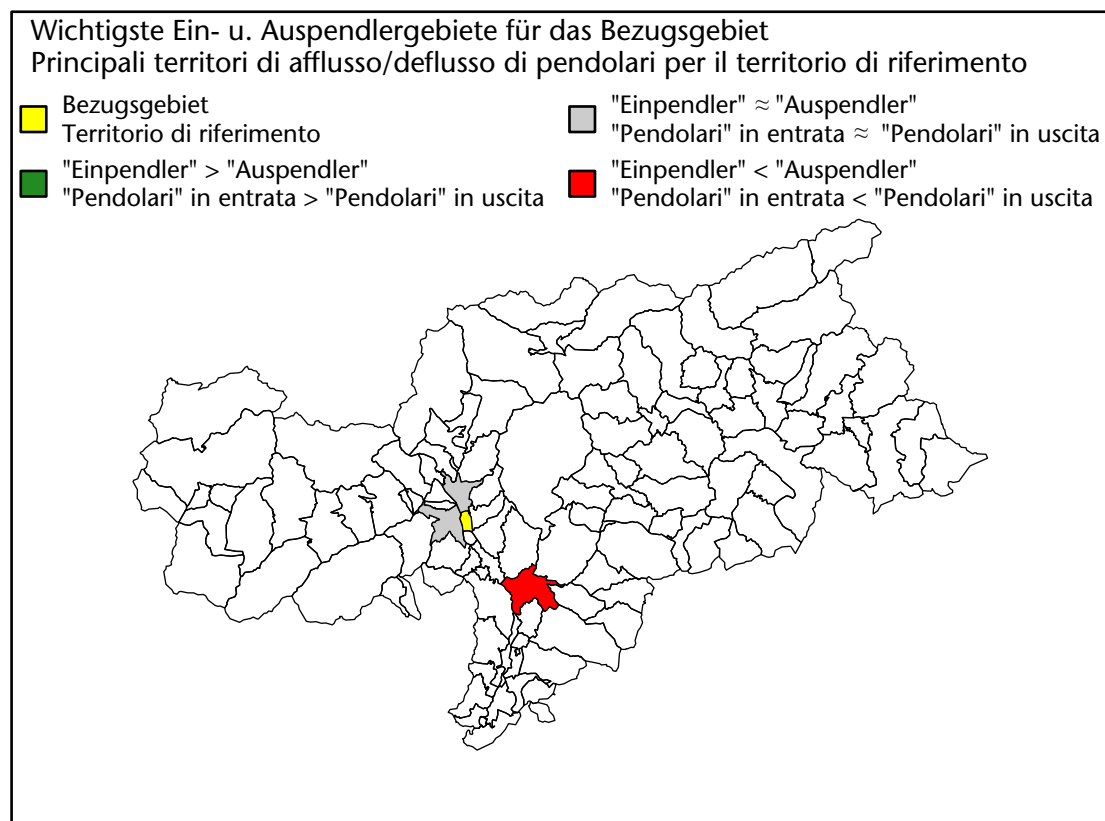 Wichtigste Ein- u. Auspendlergebiete für das Bezugsgebiet
Principali territori di afflusso/deflusso di pendolari per il territorio di riferimento
Bezugsgebiet
Territorio di riferimento
"Einpendler" > "Auspendler"
"Pendolari" in entrata > "Pendolari" in uscita
"Einpendler" ≈ "Auspendler"
"Pendolari" in entrata ≈ "Pendolari" in uscita
"Einpendler" < "Auspendler"
"Pendolari" in entrata < "Pendolari" in uscita